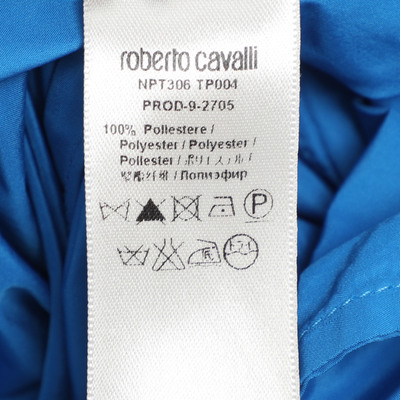 roberto cavalli
NPT306 TP004
PROD-9-2705
100% Poliestere /
Polyester / Polyester /
Poliester / ポリエステル /
聚酯纤维 / Полиэфир
P